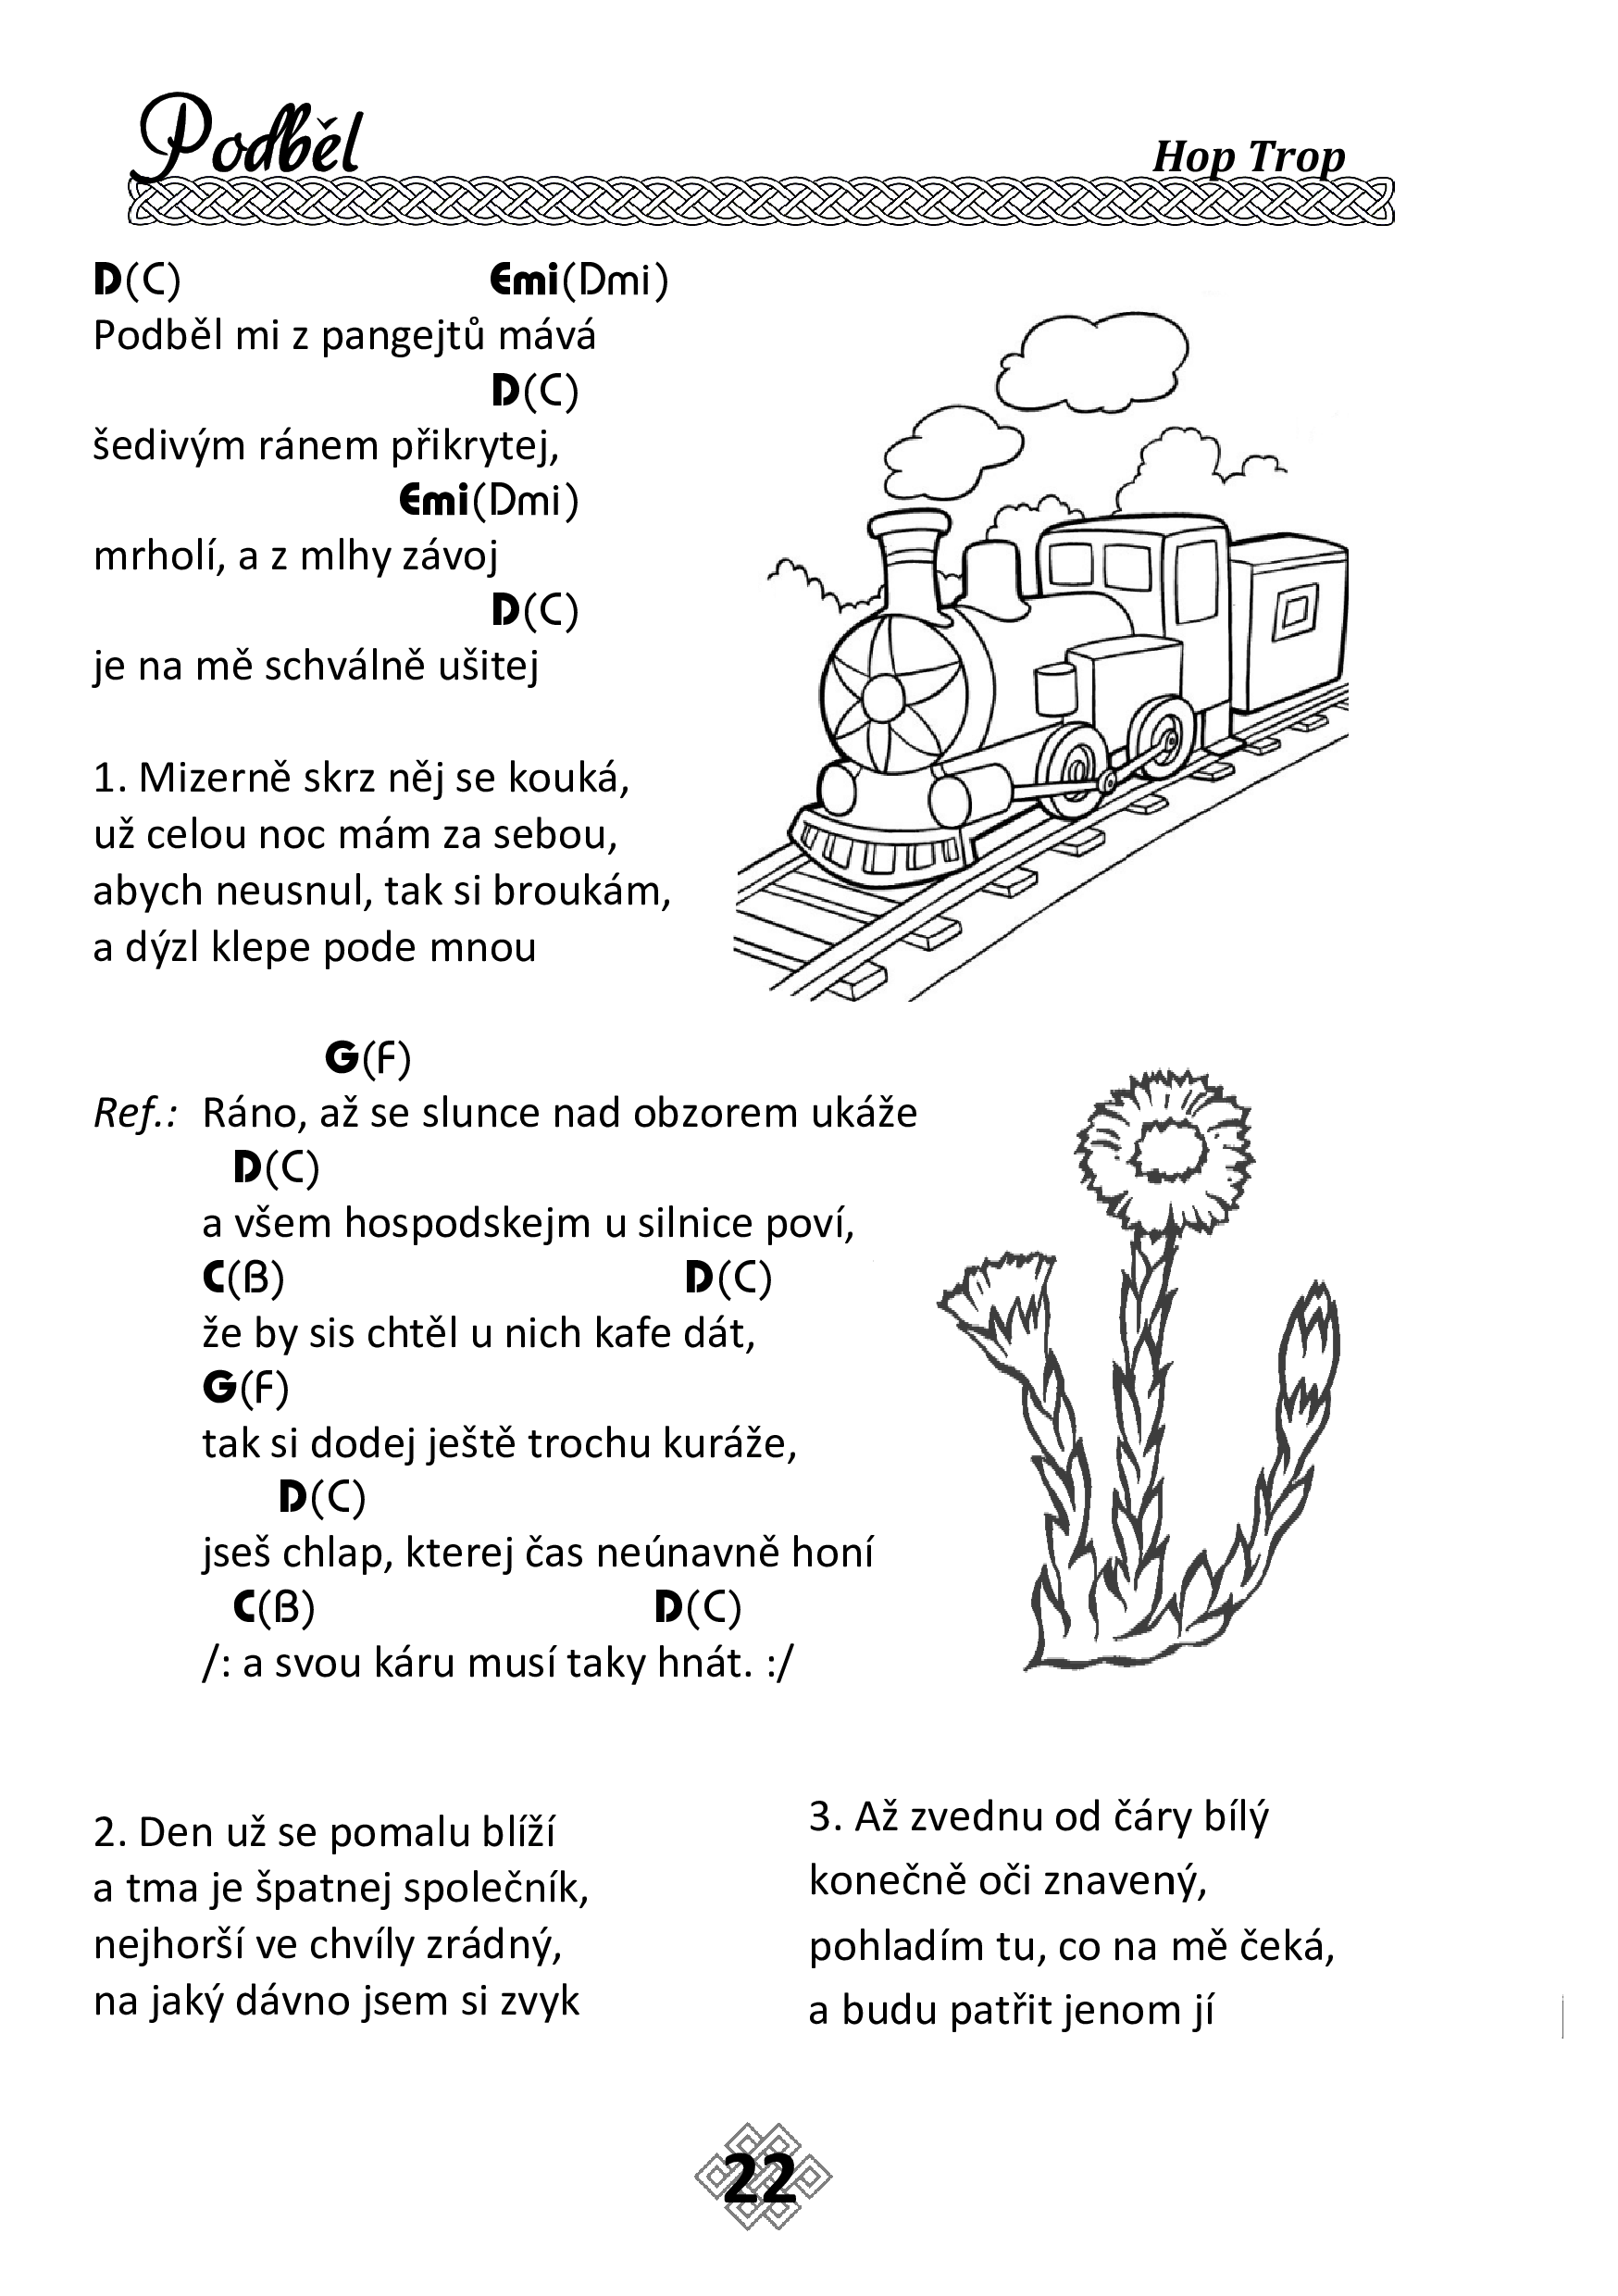 Podběl
Hop Trop
D(C) Emi(Dmi)
Podběl mi z pangejtů mává
D(C)
šedivým ránem přikrytej,
Emi(Dmi)
mrholí, a z mlhy závoj
D(C)
je na mě schválně ušitej
1. Mizerně skrz něj se kouká,
už celou noc mám za sebou,
abych neusnul, tak si broukám,
a dýzl klepe pode mnou
G(F)
Ref.: Ráno, až se slunce nad obzorem ukáže
D(C)
a všem hospodskejm u silnice poví,
C(B) D(C)
že by sis chtěl u nich kafe dát,
G(F)
tak si dodej ještě trochu kuráže,
D(C)
jseš chlap, kterej čas neúnavně honí
C(B) D(C)
/: a svou káru musí taky hnát. :/
2. Den už se pomalu blíží
a tma je špatnej společník,
nejhorší ve chvíly zrádný,
na jaký dávno jsem si zvyk
3. Až zvednu od čáry bílý
konečně oči znavený,
pohladím tu, co na mě čeká,
a budu patřit jenom jí
22